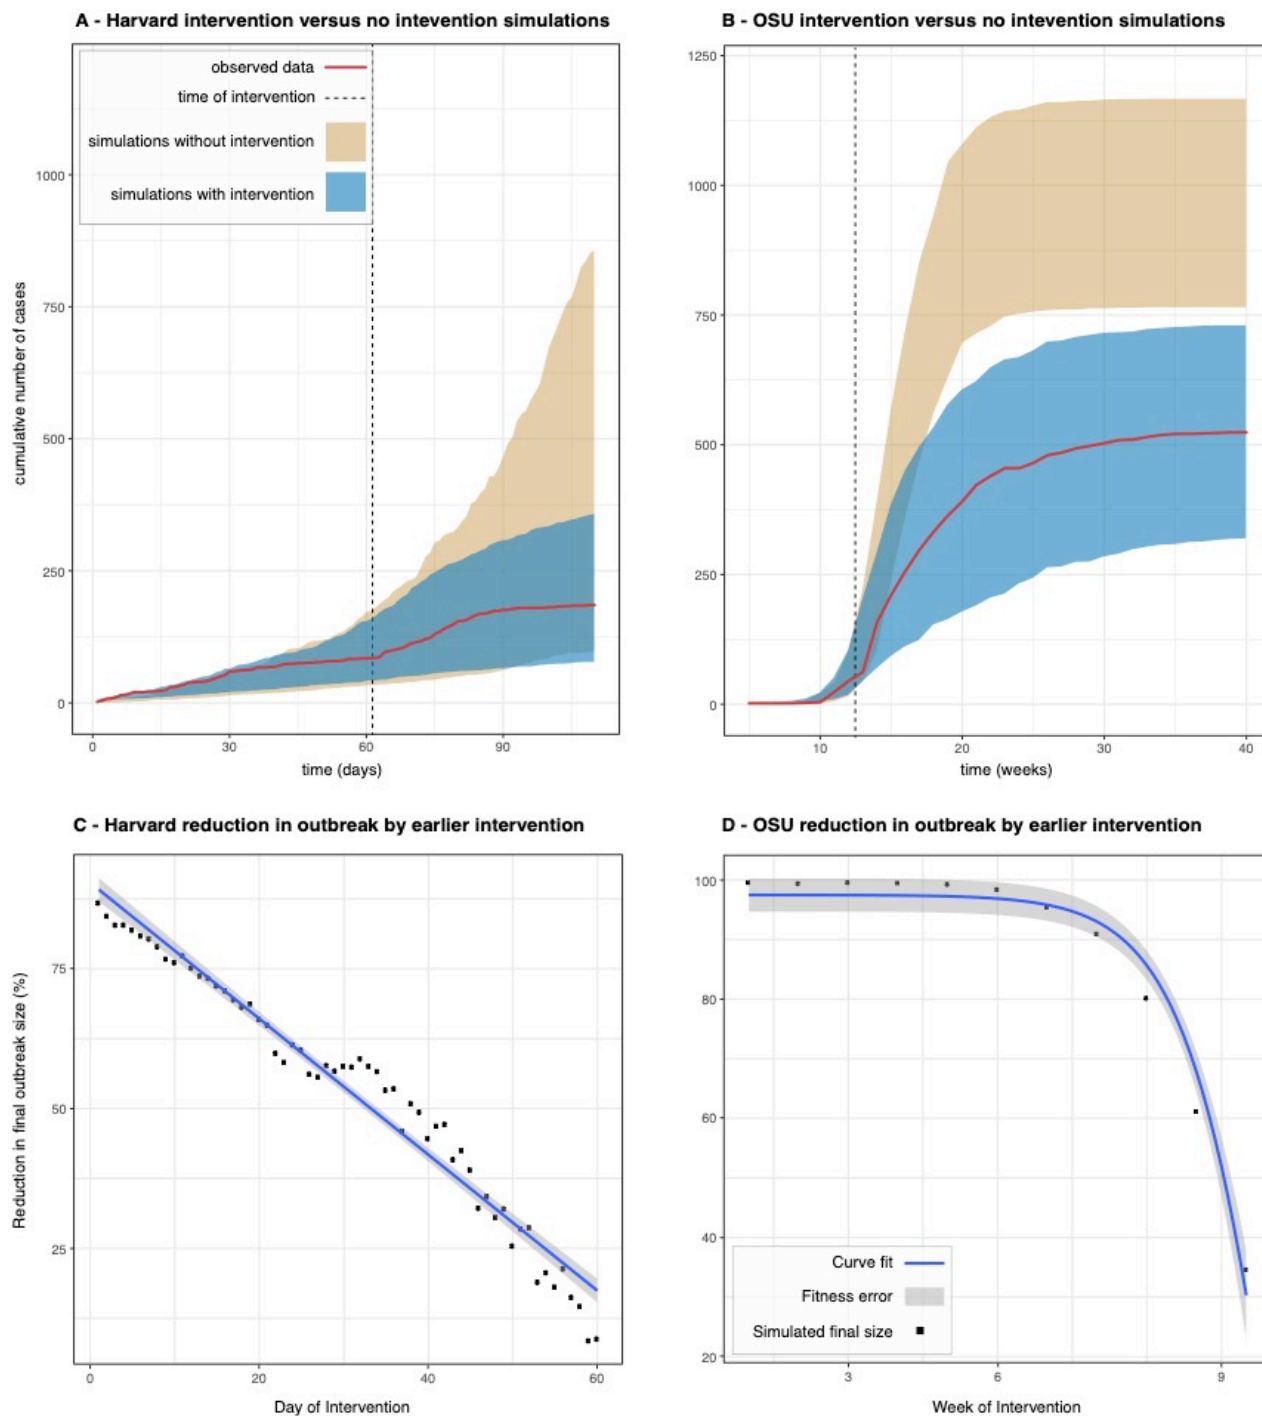 A - Harvard intervention versus no intevention simulations
observed data
time of intervention
simulations without intervention
simulations with intervention
cumulative number of cases
1000
750
500
250
0
0 30 60 90
time (days)
B - OSU intervention versus no intevention simulations
1250
1000
750
500
250
0
10 20 30 40
time (weeks)
C - Harvard reduction in outbreak by earlier intervention
Reduction in final outbreak size (%)
75
50
25
0 20 40 60
Day of Intervention
D - OSU reduction in outbreak by earlier intervention
100
80
60
40
20
Curve fit
Fitness error
Simulated final size
3 6 9
Week of Intervention